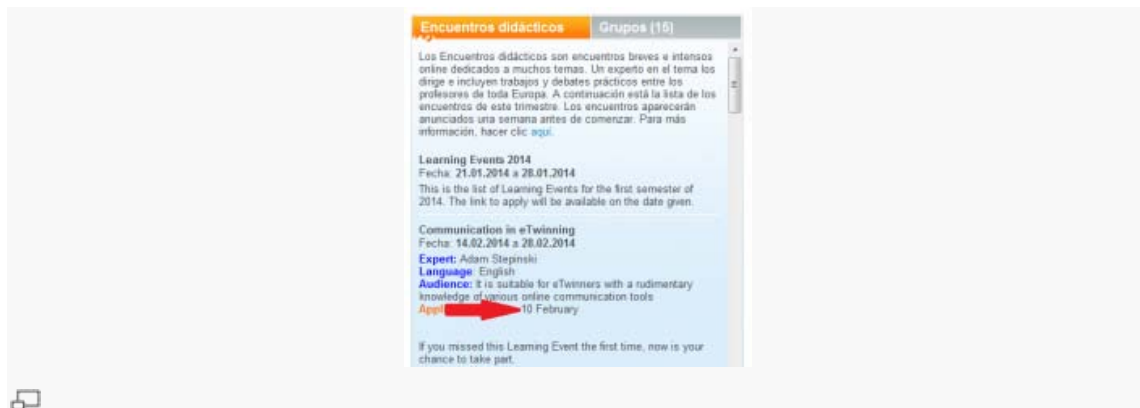 Encuentros didácticos
Grupos (15)
Los Encuentros didácticos son encuentros breves e intensos
online dedicados a muchos temas. Un experto en el tema los
dirige e incluyen trabajos y debates prácticos entre los
profesores de toda Europa. A continuación está la lista de los
encuentros de este trimestre. Los encuentros aparecerán
anunciados una semana antes de comenzar. Para más
información, hacer clic aquí.
Learning Events 2014
Fecha: 21.01.2014 a 28.01.2014
This is the list of Learning Events for the first semester of
2014. The link to apply will be available on the date given.
Communication in eTwinning
Fecha: 14.02.2014 a 28.02.2014
Expert: Adam Stepinski
Language: English
Audience: It is suitable for eTwinners with a rudimentary
knowledge of various online communication tools
10 February
If you missed this Learning Event the first time, now is your
chance to take part.